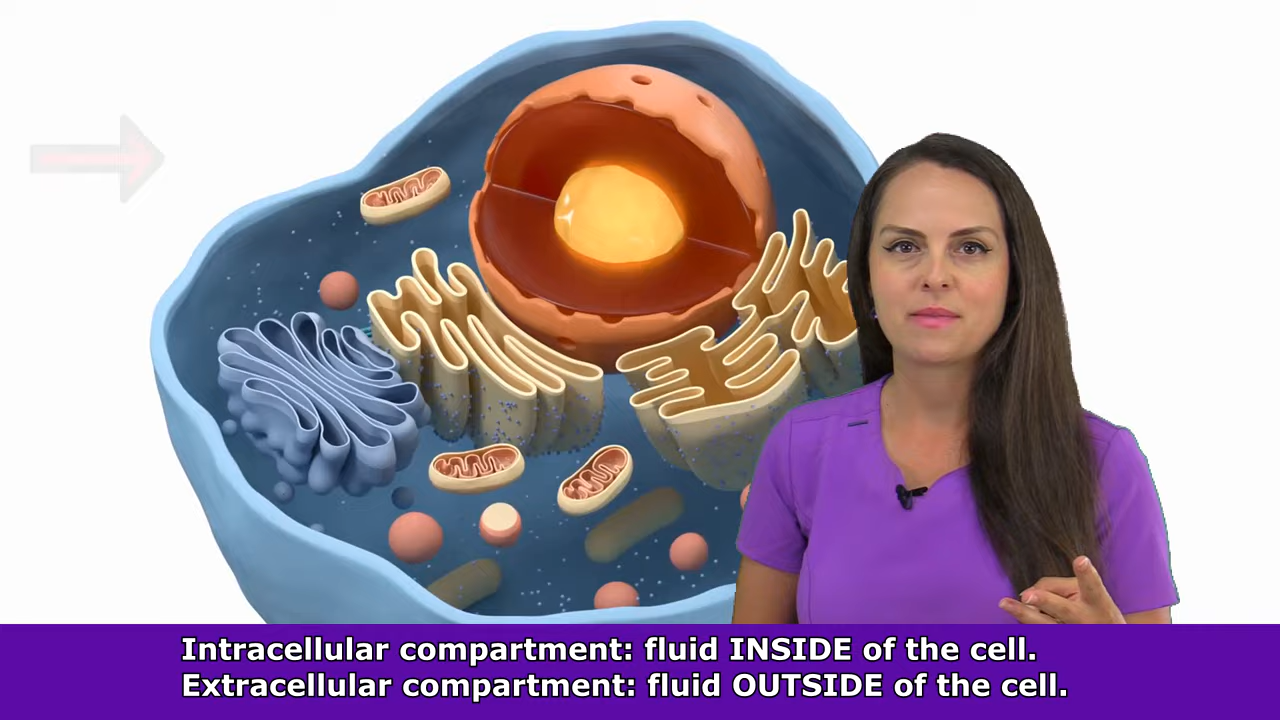 Intracellular compartment: fluid INSIDE of the cell.
Extracellular compartment: fluid OUTSIDE of the cell.